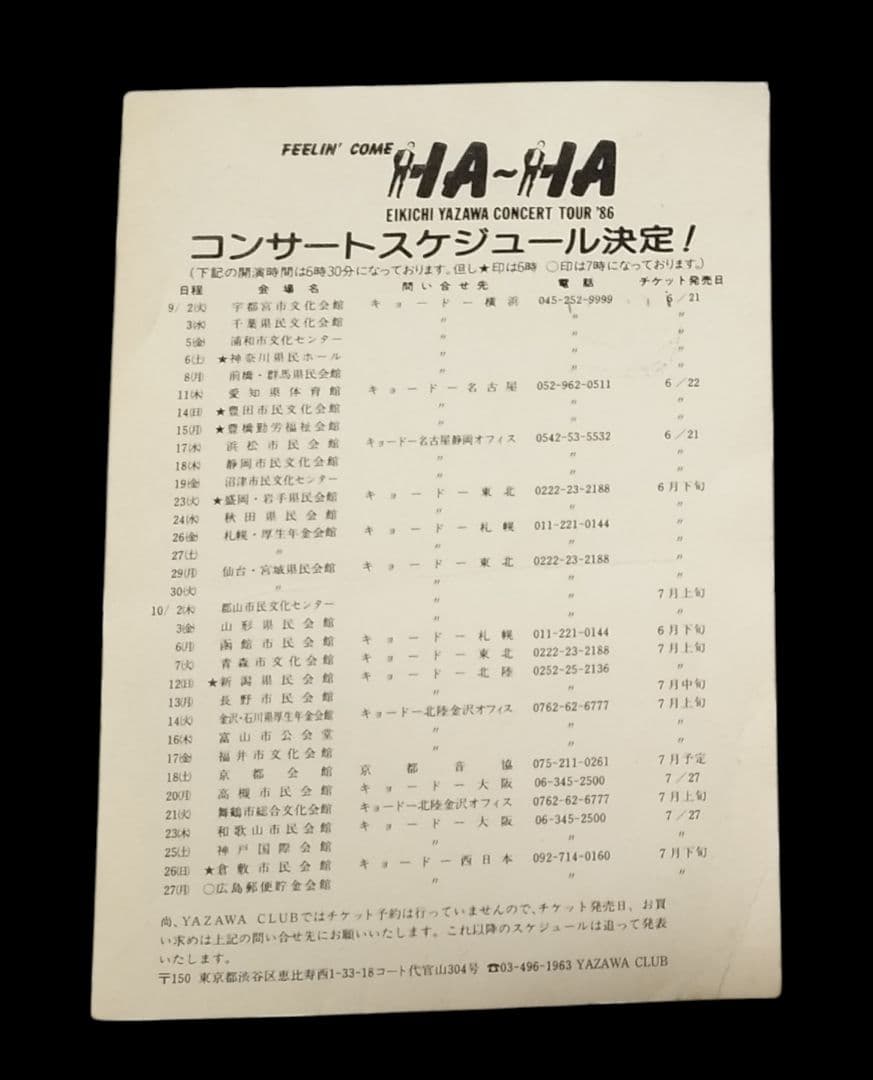 FEELIN' COME HA~HA
EIKICHI YAZAWA CONCERT TOUR '86
コンサートスケジュール決定!
(下記の開演時間は6時30分になっております。但し★印は6時 ○印は7時になっております。)
日程 会場名 問い合せ先 電話 チケット発売日
9/2(火) 宇都宮市文化会館 キョードー横浜 045-252-9999 6/21
3(水) 千葉県民文化会館 〃 〃 〃
5(金) 浦和市文化センター 〃 〃 〃
6(土) ★神奈川県民ホール 〃 〃 〃
8(月) 前橋・群馬県民会館 〃 〃 〃
11(木) 愛知県体育館 キョードー名古屋 052-962-0511 6/22
14(日) ★豊田市民文化会館 〃 〃 〃
15(月) ★豊橋勤労福祉会館 〃 〃 〃
17(水) 浜松市民会館 キョードー名古屋静岡オフィス 0542-53-5532 6/21
18(木) 静岡市民文化会館 〃 〃 〃
19(金) 沼津市民文化センター 〃 〃 〃
23(火) ★盛岡・岩手県民会館 キョードー東北 0222-23-2188 6月下旬
24(水) 秋田県民会館 〃 〃 〃
26(金) 札幌・厚生年金会館 キョードー札幌 011-221-0144 〃
27(土) 〃 〃 〃 〃
29(月) 仙台・宮城県民会館 キョードー東北 0222-23-2188 〃
30(火) 〃 〃 〃 〃
10/2(木) 郡山市民文化センター 〃 〃 7月上旬
3(金) 山形県民会館 〃 〃 〃
6(月) 函館市民会館 キョードー札幌 011-221-0144 6月下旬
7(火) 青森市文化会館 キョードー東北 0222-23-2188 7月上旬
12(日) ★新潟県民会館 キョードー北陸 0252-25-2136 〃
13(月) 長野市民会館 〃 〃 7月中旬
14(火) 金沢・石川県厚生年金会館 キョードー北陸金沢オフィス 0762-62-6777 7月上旬
16(木) 富山市公会堂 〃 〃 〃
17(金) 福井市文化会館 〃 〃 〃
18(土) 京都会館 京都音協 075-211-0261 7月予定
20(月) 高槻市民会館 キョードー大阪 06-345-2500 7/27
21(火) 舞鶴市総合文化会館 キョードー北陸金沢オフィス 0762-62-6777 7月上旬
23(木) 和歌山市民会館 キョードー大阪 06-345-2500 7/27
25(土) 神戸国際会館 〃 〃 〃
26(日) ★倉敷市民会館 キョードー西日本 092-714-0160 7月下旬
27(月) ○広島郵便貯金会館 〃 〃 〃
尚、YAZAWA CLUBではチケット予約は行っていませんので、チケット発売日、お買
い求めは上記の問い合せ先にお願いいたします。これ以降のスケジュールは追って発表
いたします。
〒150 東京都渋谷区恵比寿西1-33-18コート代官山304号 ☎03-496-1963 YAZAWA CLUB